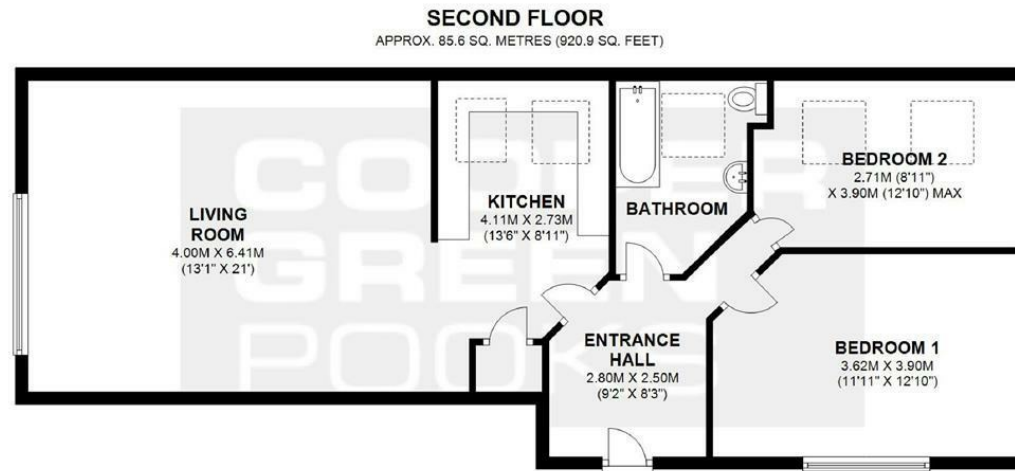 SECOND FLOOR
APPROX. 85.6 SQ. METRES (920.9 SQ. FEET)
LIVING
ROOM
4.00M X 6.41M
(13'1" X 21')
KITCHEN
4.11M X 2.73M
(13'6" X 8'11")
BATHROOM
BEDROOM 2
2.71M (8'11")
X 3.90M (12'10") MAX
ENTRANCE
HALL
2.80M X 2.50M
(9'2" X 8'3")
BEDROOM 1
3.62M X 3.90M
(11'11" X 12'10")
GREEN
POOKS